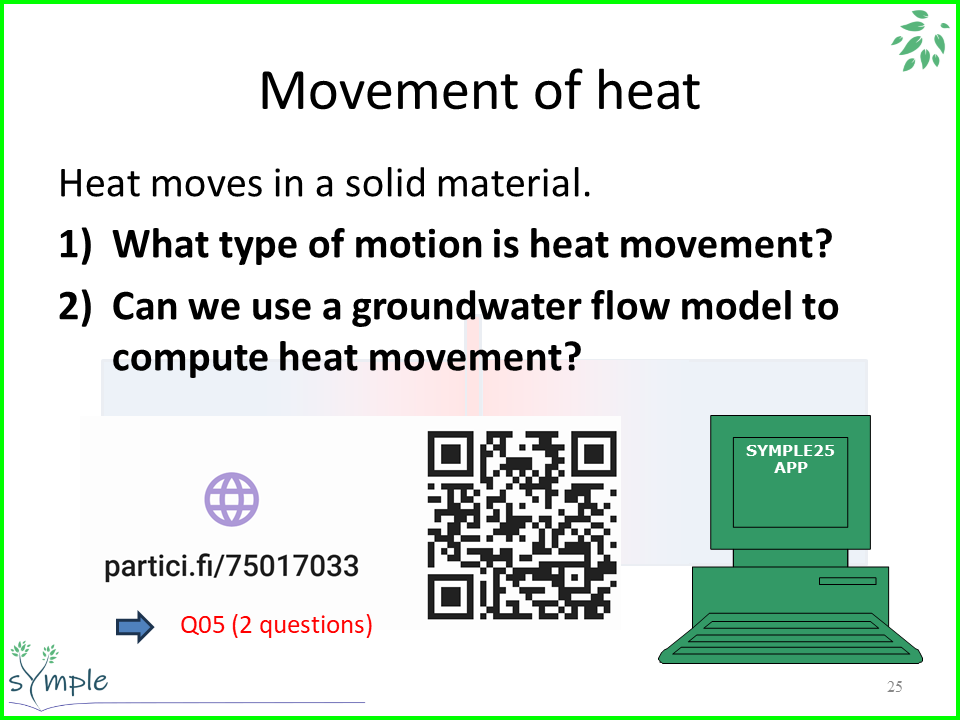 Movement of heat
Heat moves in a solid material.
1) What type of motion is heat movement?
2) Can we use a groundwater flow model to
compute heat movement?
SYMPLE25
APP
partici.fi/75017033
Q05 (2 questions)
sYmple
25